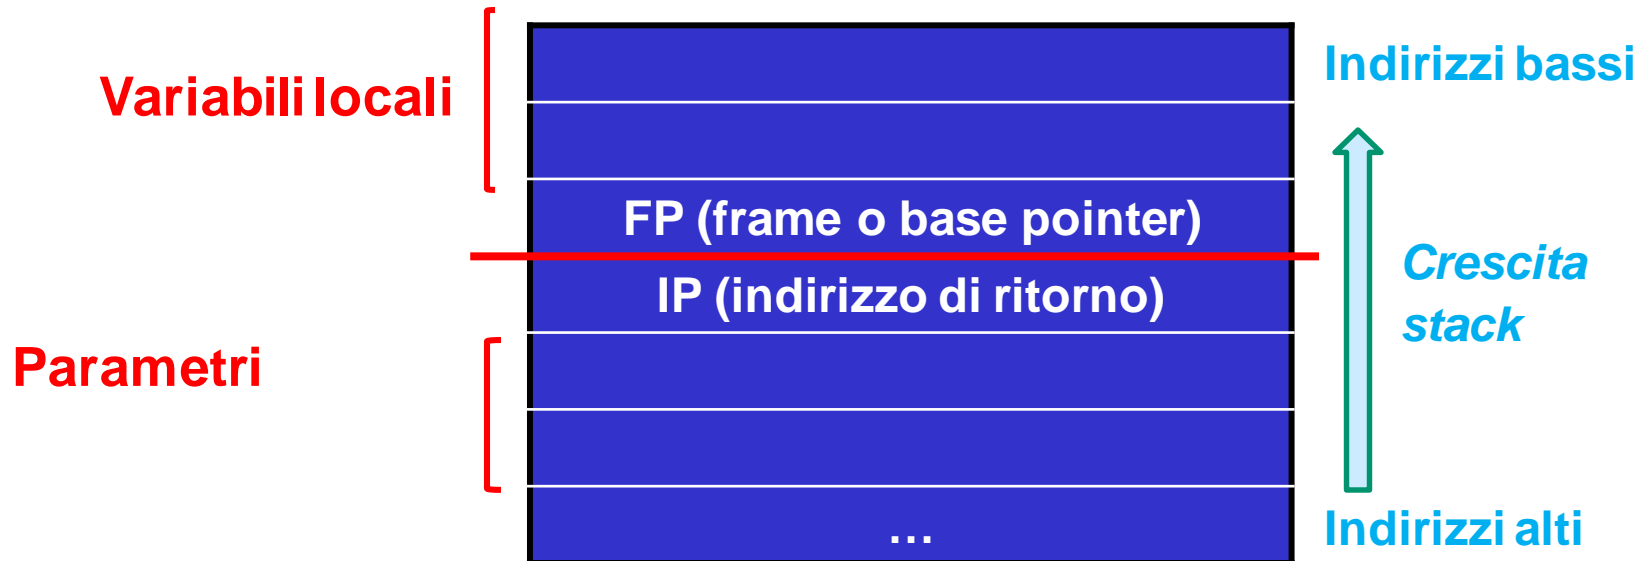 Indirizzi bassi
Variabili locali
FP (frame o base pointer)
IP (indirizzo di ritorno)
Crescita
stack
Parametri
…
Indirizzi alti